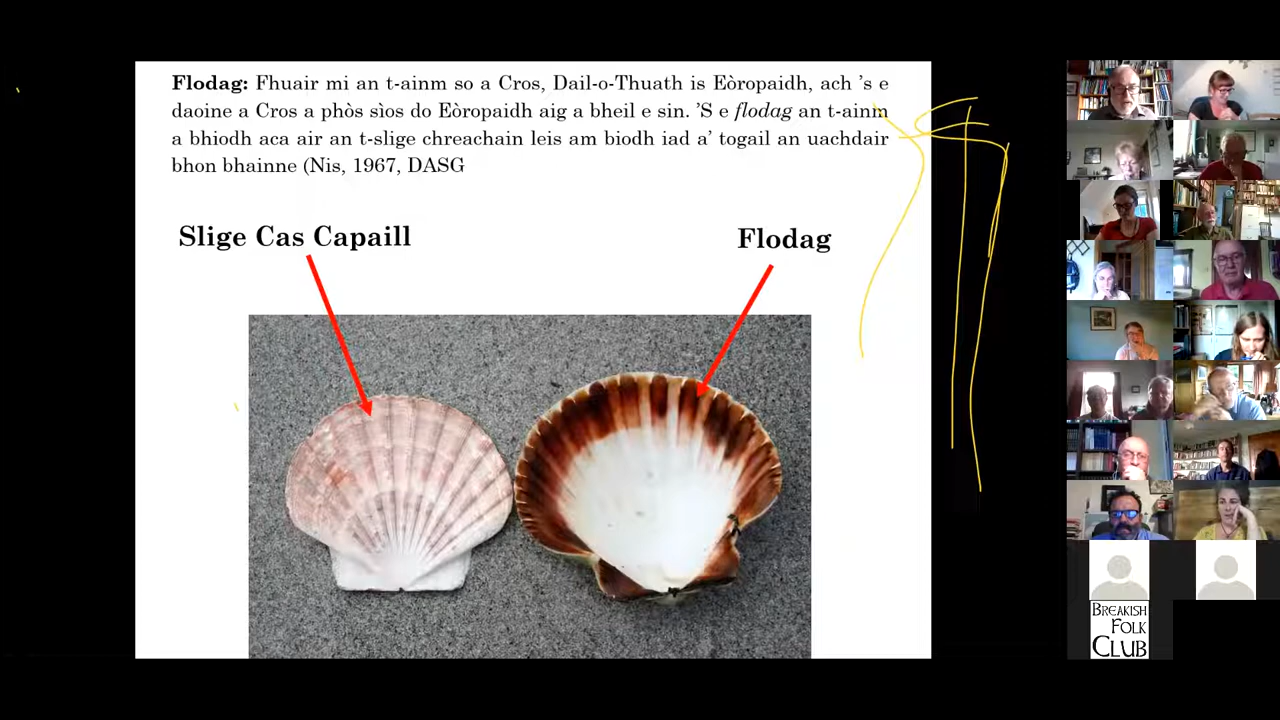 Flodag: Fhuair mi an t-ainm so a Cros, Dail-o-Thuath is Eòropaidh, ach 's e
daoine a Cros a phòs sìos do Eòropaidh aig a bheil e sin. 'S e flodag an t-ainm
a bhiodh aca air an t-slige chreachain leis am biodh iad a' togail an uachdair
bhon bhainne (Nis, 1967, DASG
Slige Cas Capaill
Flodag
BREAKISH
FOLK
CLUB